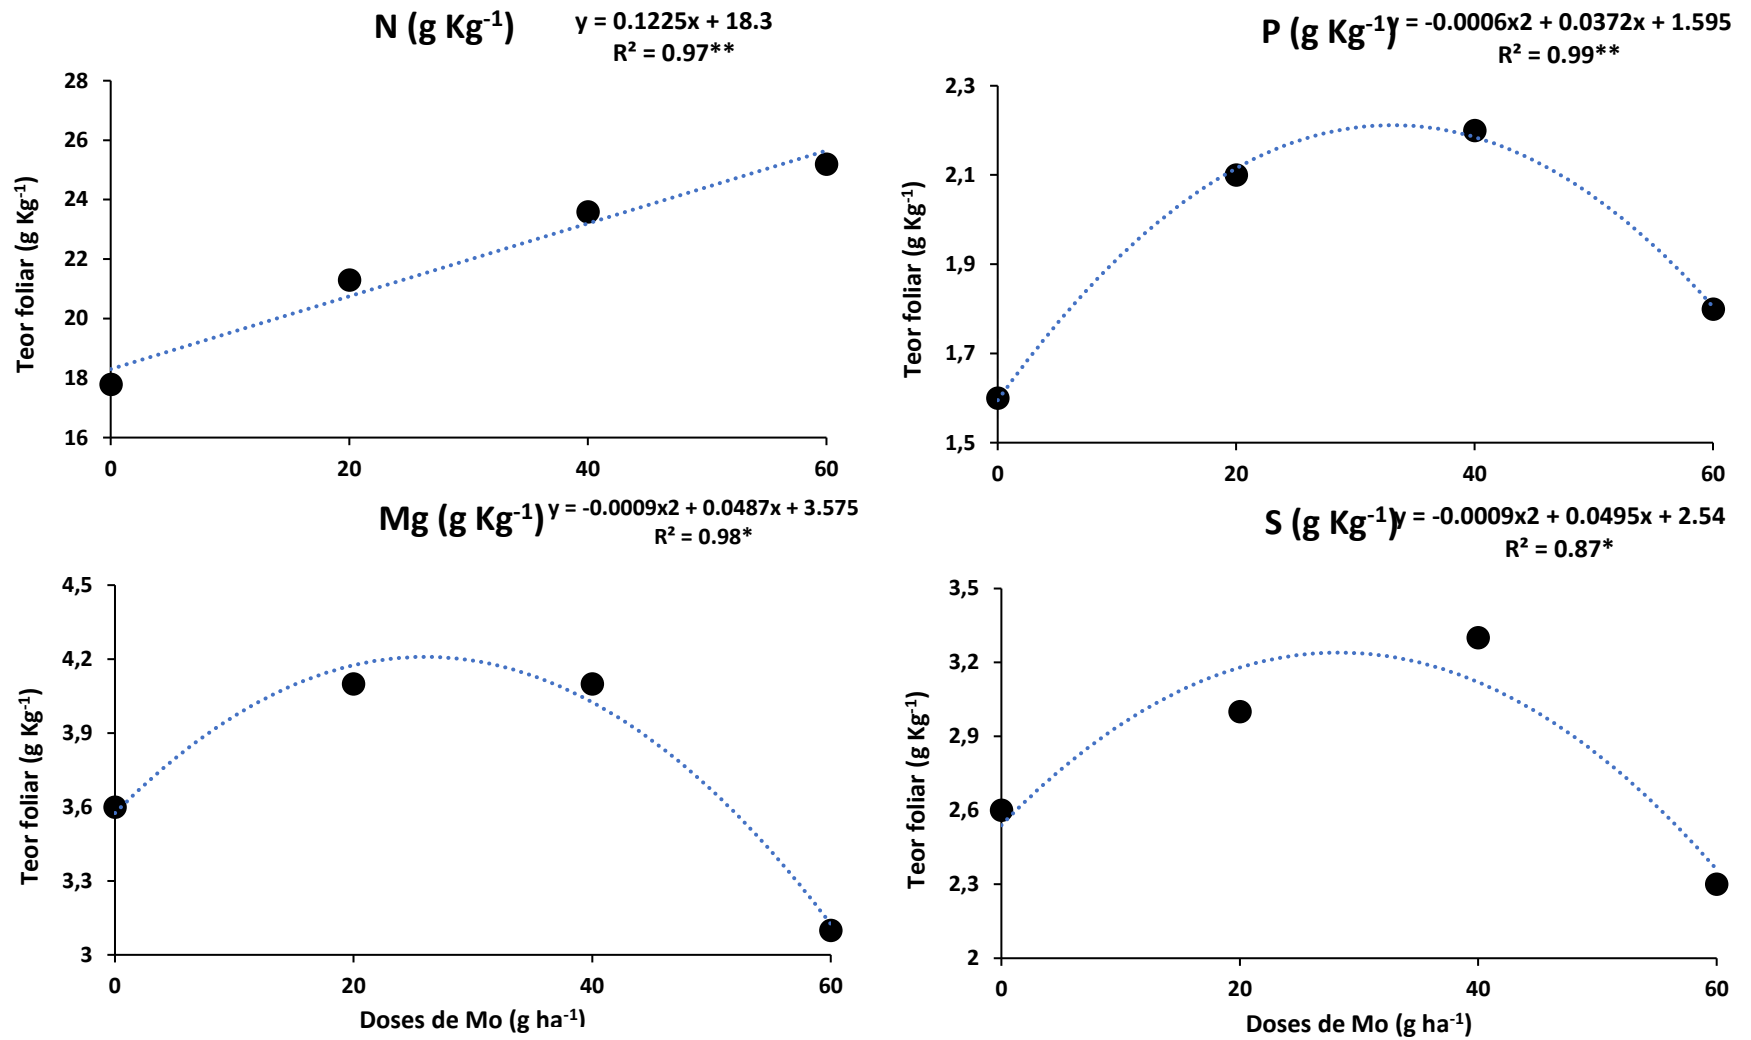 N (g Kg-1)
y = 0.1225x + 18.3
R² = 0.97**
Teor foliar (g Kg-1)
28
26
24
22
20
18
16
0 20 40 60
P (g Kg-1)
y = -0.0006x2 + 0.0372x + 1.595
R² = 0.99**
Teor foliar (g Kg-1)
2,3
2,1
1,9
1,7
1,5
0 20 40 60
Mg (g Kg-1)
y = -0.0009x2 + 0.0487x + 3.575
R² = 0.98*
Teor foliar (g Kg-1)
4,5
4,2
3,9
3,6
3,3
3
0 20 40 60
Doses de Mo (g ha-1)
S (g Kg-1)
y = -0.0009x2 + 0.0495x + 2.54
R² = 0.87*
Teor foliar (g Kg-1)
3,5
3,2
2,9
2,6
2,3
2
0 20 40 60
Doses de Mo (g ha-1)